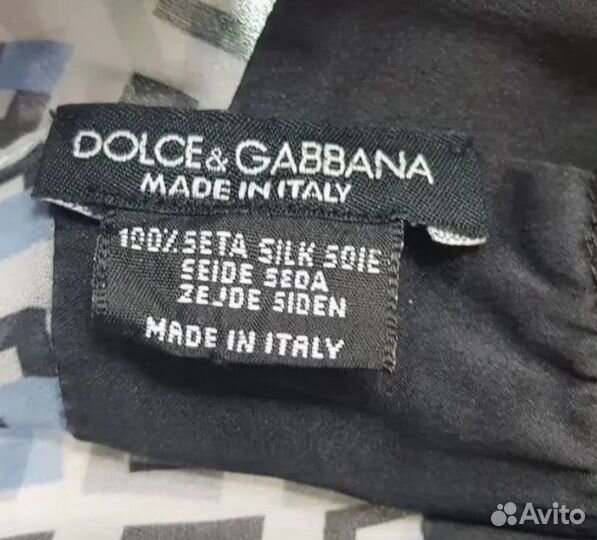 DOLCE & GABBANA
MADE IN ITALY
100% SETA SILK SOIE
SEIDE SEDA
ZEJDE SIDEN
MADE IN ITALY
Avito